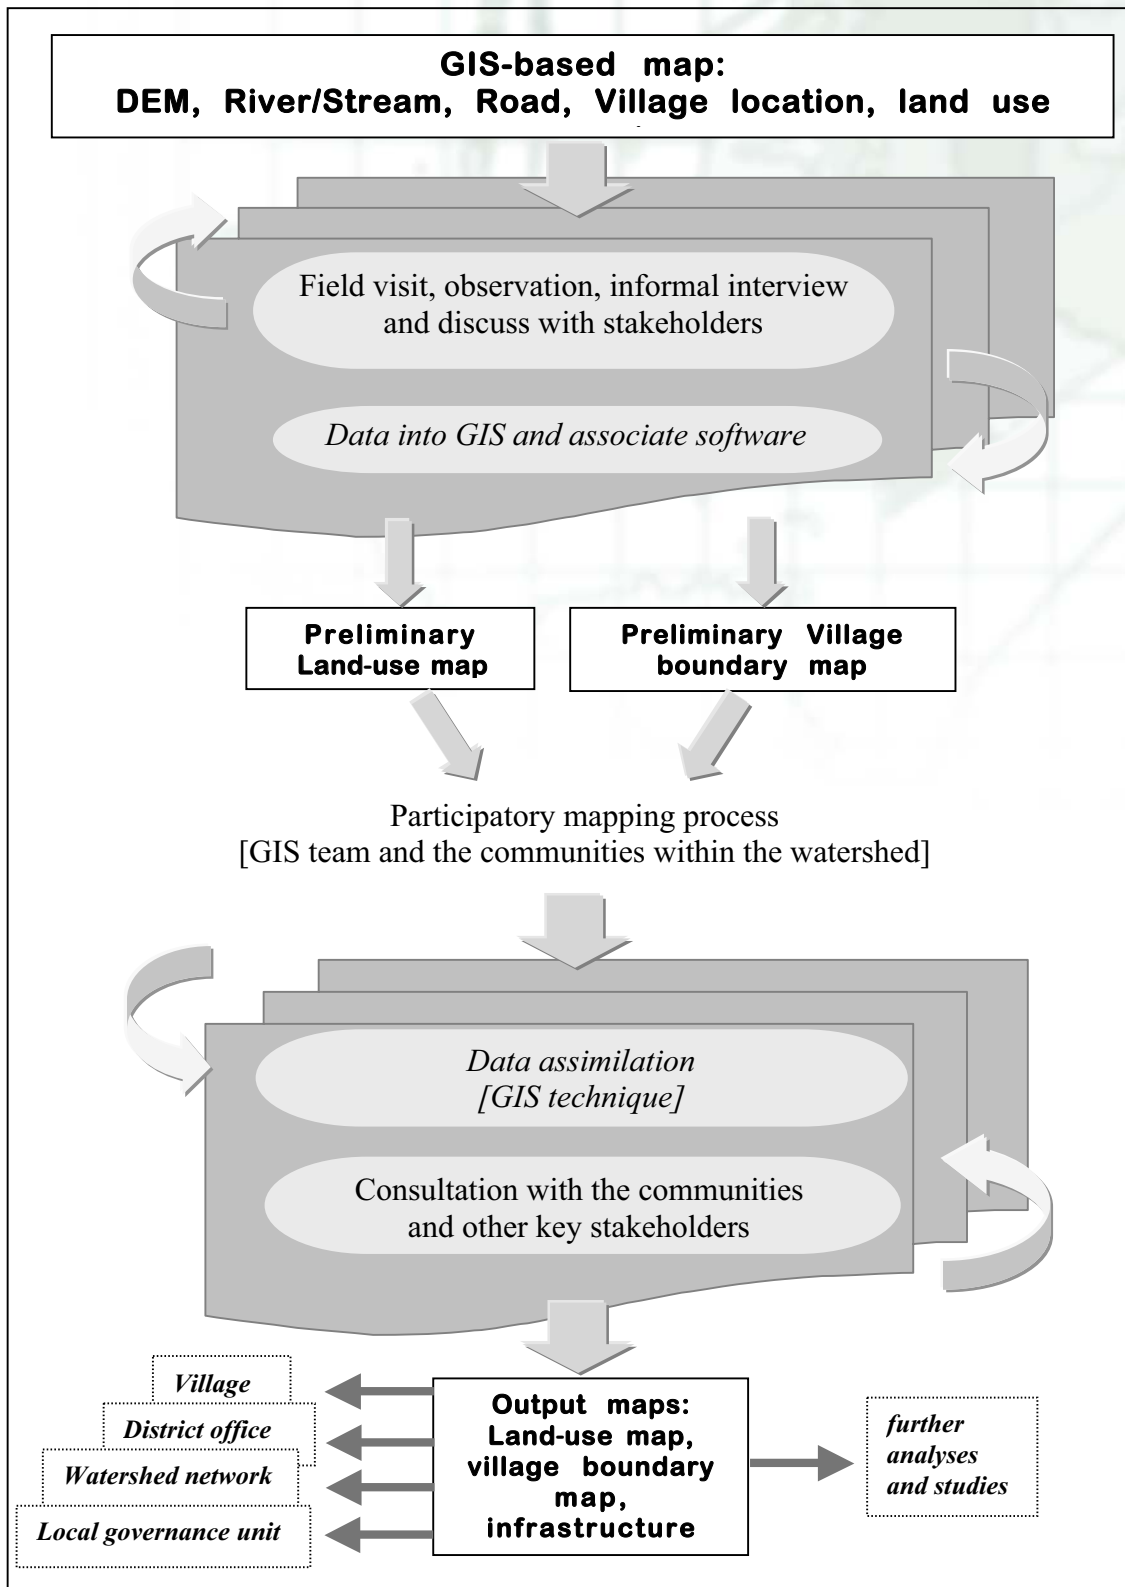 GIS-based map:
DEM, River/Stream, Road, Village location, land use
Field visit, observation, informal interview
and discuss with stakeholders
Data into GIS and associate software
Preliminary
Land-use map
Preliminary Village
boundary map
Participatory mapping process
[GIS team and the communities within the watershed]
Data assimilation
[GIS technique]
Consultation with the communities
and other key stakeholders
Village
District office
Watershed network
Local governance unit
Output maps:
Land-use map,
village boundary
map,
infrastructure
further
analyses
and studies